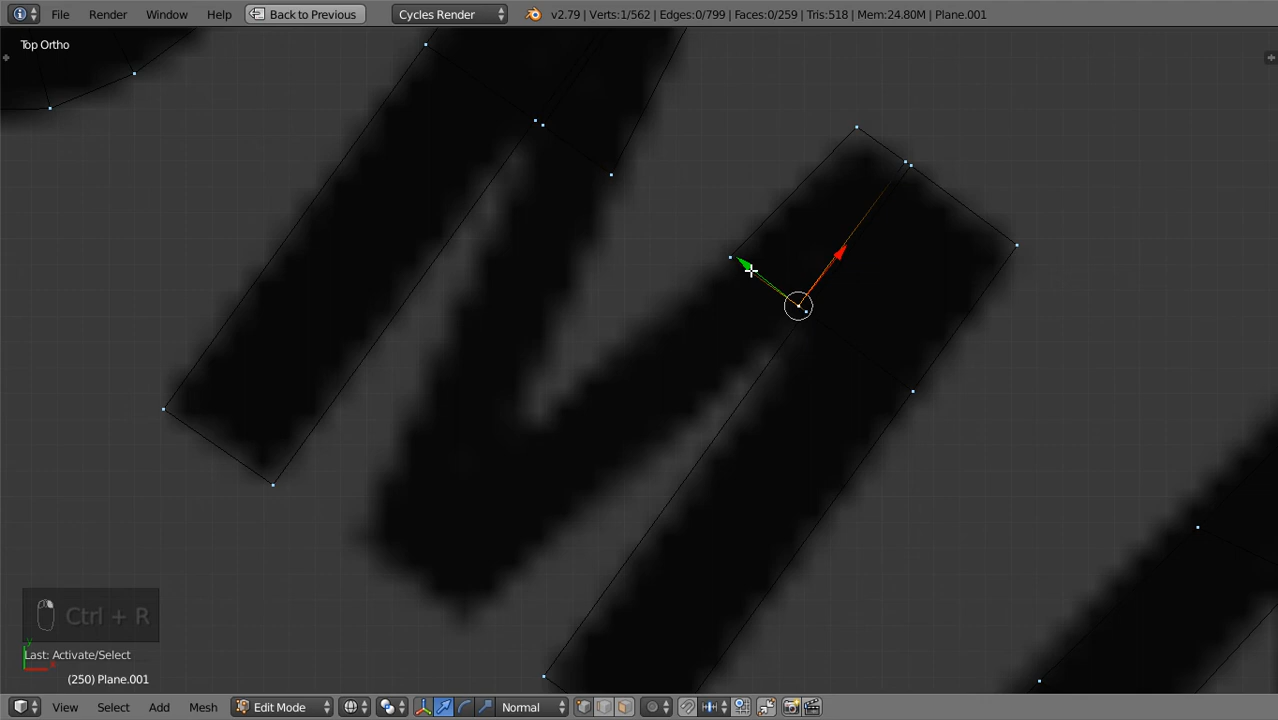 File Render Window Help Back to Previous Cycles Render v2.79 | Verts:1/562 | Edges:0/799 | Faces:0/259 | Tris:518 | Mem:24.80M | Plane.001
Top Ortho
Ctrl + R
y
Last: Activate/Select
x
(250) Plane.001
View Select Add Mesh Edit Mode Normal